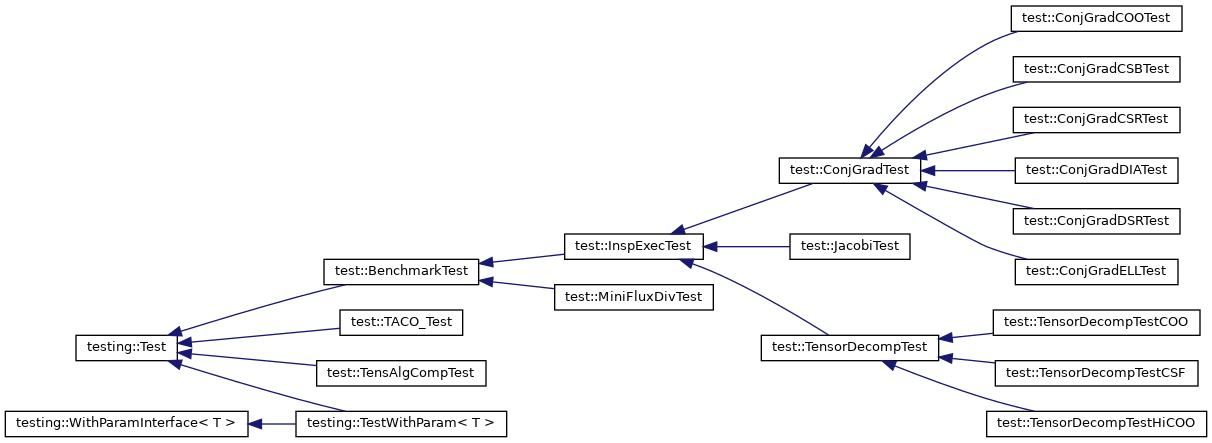 test::ConjGradCOOTest
test::ConjGradCSBTest
test::ConjGradCSRTest
test::ConjGradTest
test::ConjGradDIATest
test::ConjGradDSRTest
test::InspExecTest
test::JacobiTest
test::BenchmarkTest
test::ConjGradELLTest
test::MiniFluxDivTest
test::TACO_Test
test::TensorDecompTestCOO
testing::Test
test::TensorDecompTest
test::TensAlgCompTest
test::TensorDecompTestCSF
testing::WithParamInterface< T >
testing::TestWithParam< T >
test::TensorDecompTestHiCOO